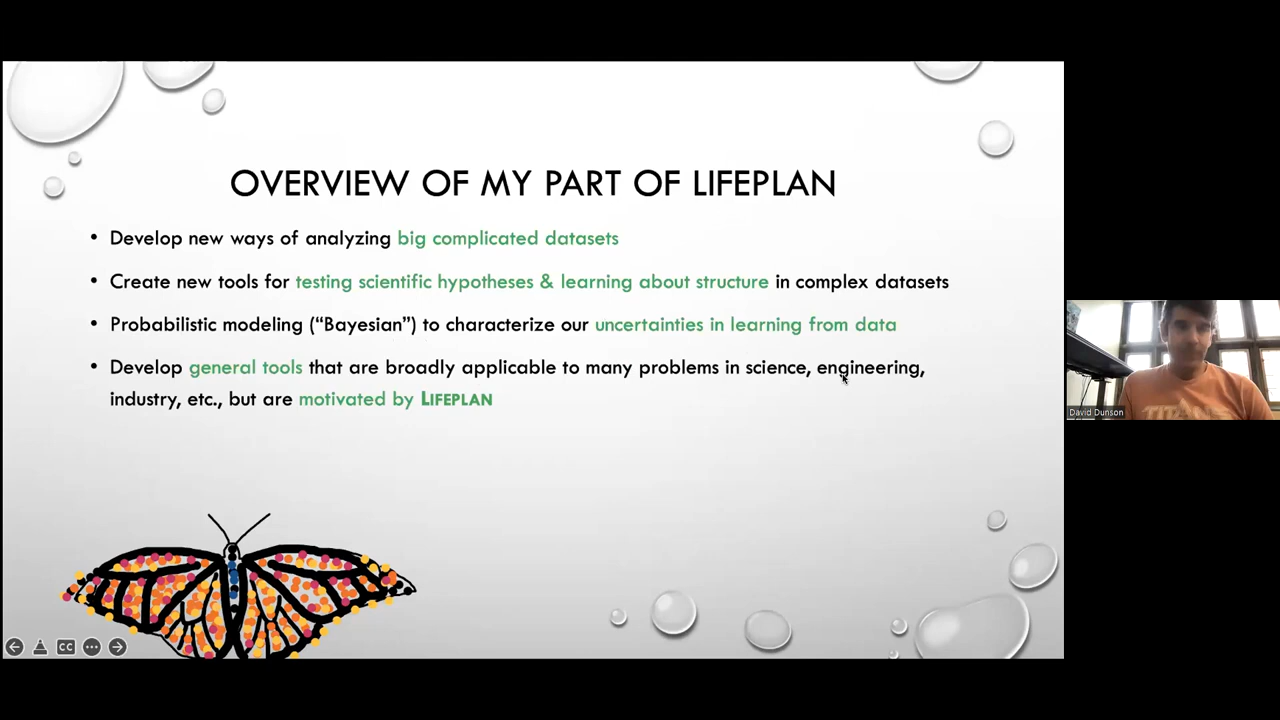 OVERVIEW OF MY PART OF LIFEPLAN
• Develop new ways of analyzing big complicated datasets
• Create new tools for testing scientific hypotheses & learning about structure in complex datasets
• Probabilistic modeling (“Bayesian”) to characterize our uncertainties in learning from data
• Develop general tools that are broadly applicable to many problems in science, engineering,
industry, etc., but are motivated by LIFEPLAN
David Dunson
CC